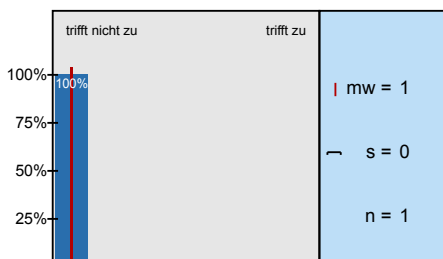 trifft nicht zu trifft zu
100%
100%
mw = 1
75%
50%
s = 0
25%
n = 1